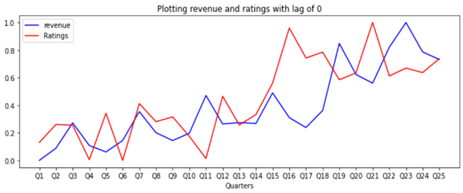 Plotting revenue and ratings with lag of 0
revenue
Ratings
1.0
0.8
0.6
0.4
0.2
0.0
Q1 Q2 Q3 Q4 Q5 Q6 Q7 Q8 Q9 Q10 Q11 Q12 Q13 Q14 Q15 Q16 Q17 Q18 Q19 Q20 Q21 Q22 Q23 Q24 Q25
Quarters